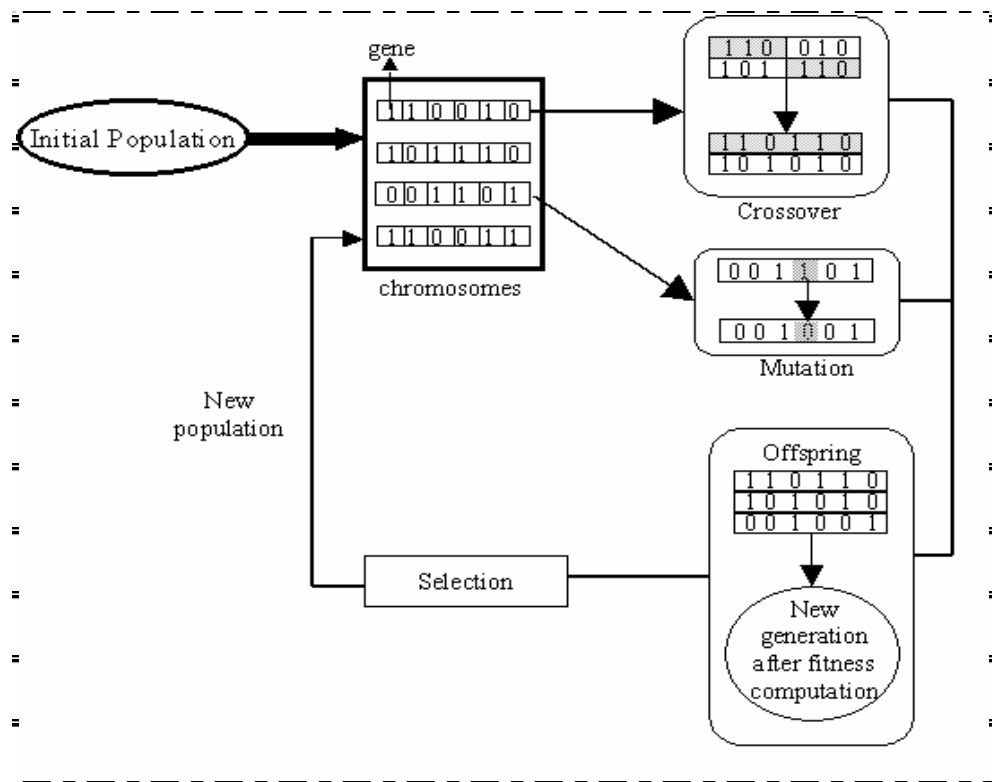 gene
Initial Population
1 1 0 0 1 0
1 0 1 1 1 0
0 0 1 1 0 1
1 1 0 0 1 1
chromosomes
1 1 0 0 1 0
1 0 1 1 1 0
1 1 0 1 1 0
1 0 1 0 1 0
Crossover
0 0 1 1 0 1
0 0 1 0 0 1
Mutation
New
population
Selection
Offspring
1 1 0 1 1 0
1 0 1 0 1 0
0 0 1 0 0 1
New
generation
after fitness
computation